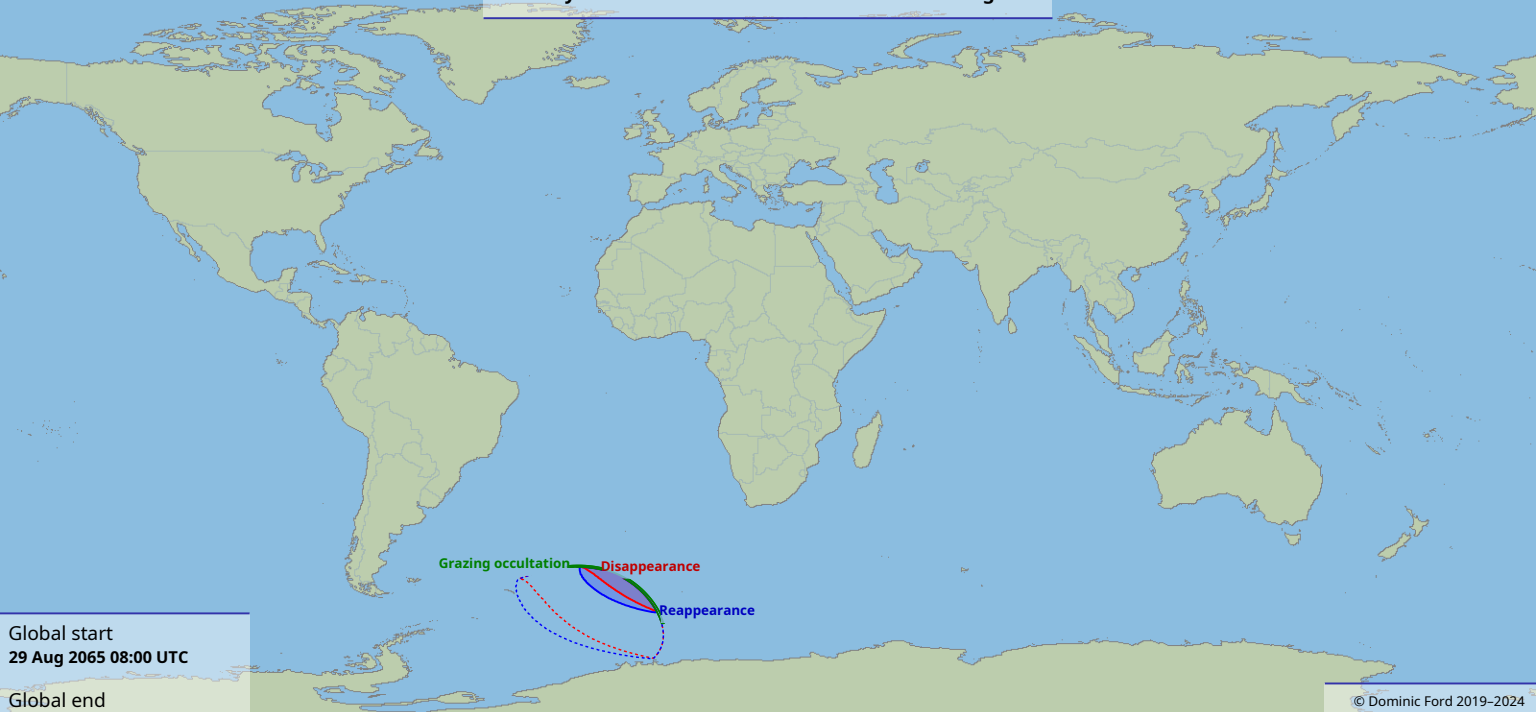 Grazing occultation
Disappearance
Reappearance
Global start
29 Aug 2065 08:00 UTC
Global end
© Dominic Ford 2019–2024